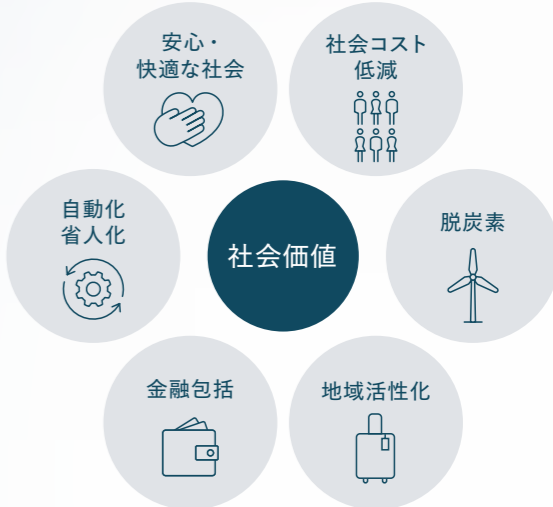 安心・
快適な社会
社会コスト
低減
自動化
省人化
社会価値
脱炭素
金融包括
地域活性化